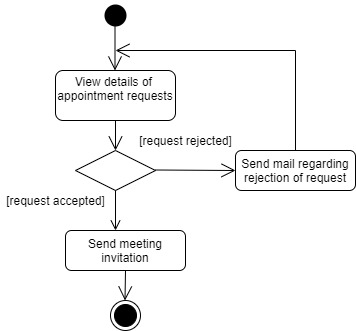 View details of
appointment requests
[request rejected]
Send mail regarding
rejection of request
[request accepted]
Send meeting
invitation